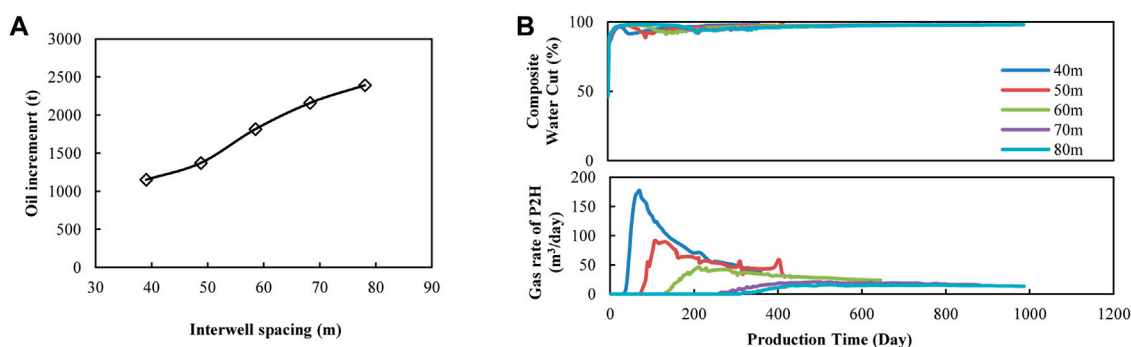 A
3000
2500
2000
1500
1000
500
0
30 40 50 60 70 80 90
Oil incremenrt (t)
Interwell spacing (m)
B
100
50
0
Composite
Water Cut (%)
40m
50m
60m
70m
80m
200
150
100
50
0
Gas rate of P2H
(m³/day)
0 200 400 600 800 1000 1200
Production Time (Day)